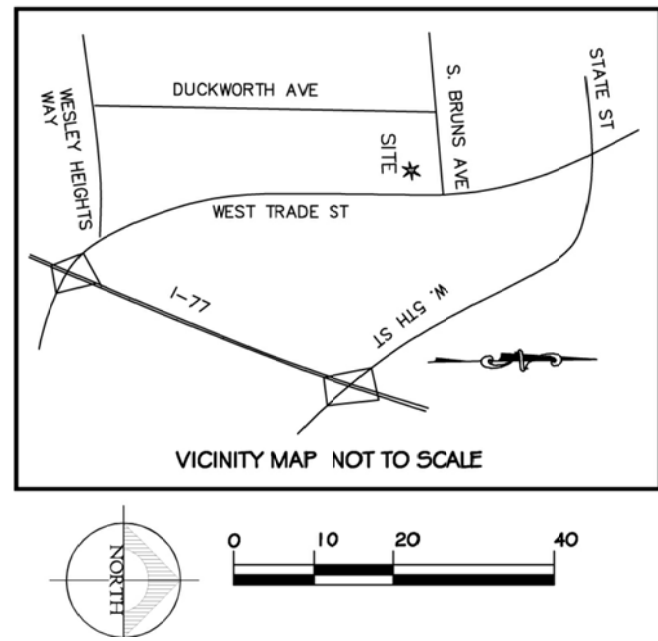 WESLEY HEIGHTS
WAY
DUCKWORTH AVE
S. BRUNS AVE
STATE ST
SITE
WEST TRADE ST
I-77
W. 5TH ST
VICINITY MAP NOT TO SCALE
NORTH
0 10 20 40